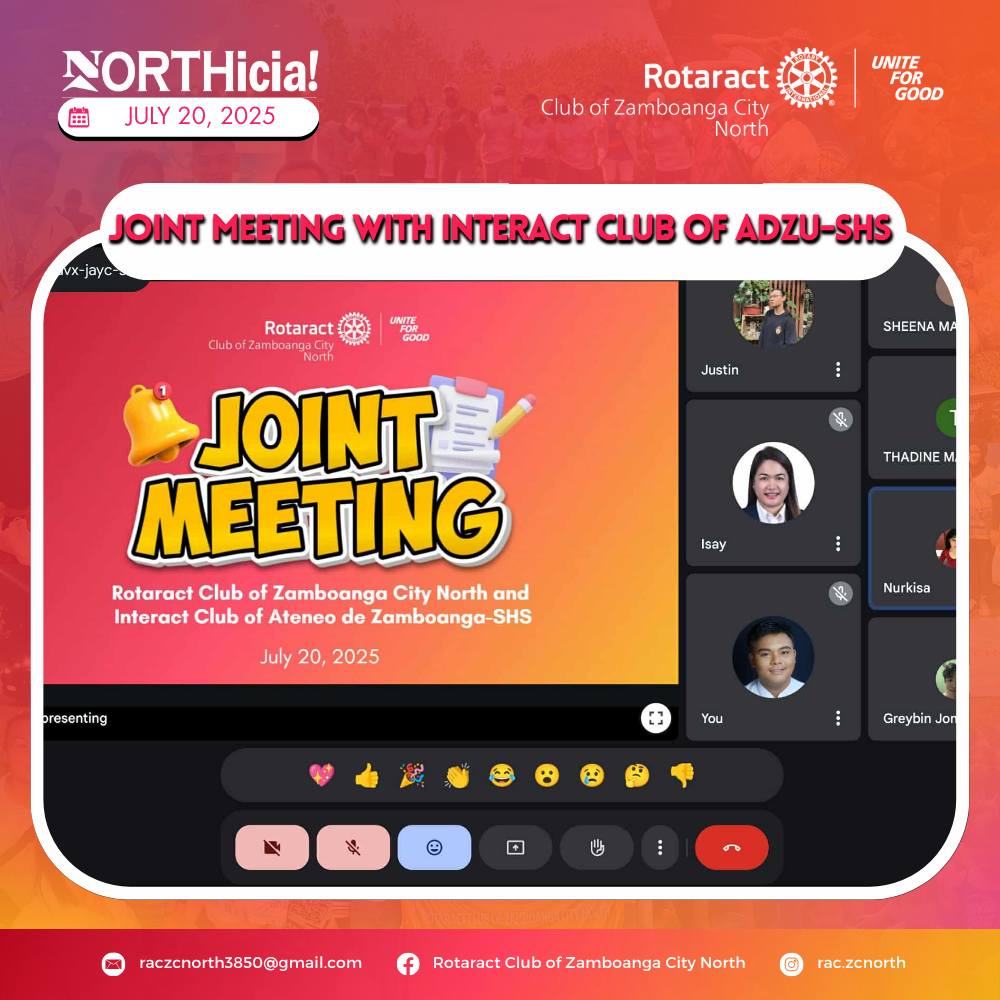 NORTHicia!
JULY 20, 2025
Rotaract
Club of Zamboanga City
North
UNITE
FOR
GOOD
JOINT MEETING WITH INTERACT CLUB OF ADZU-SHS
Rotaract
Club of Zamboanga City
North
UNITE
FOR
GOOD
1
JOINT
MEETING
Rotaract Club of Zamboanga City North and
Interact Club of Ateneo de Zamboanga-SHS
July 20, 2025
presenting
Justin
SHEENA MA
THADINE MA
Isay
Nurkisa
You
Greybin Jon
raczcnorth3850@gmail.com
Rotaract Club of Zamboanga City North
rac.zcnorth